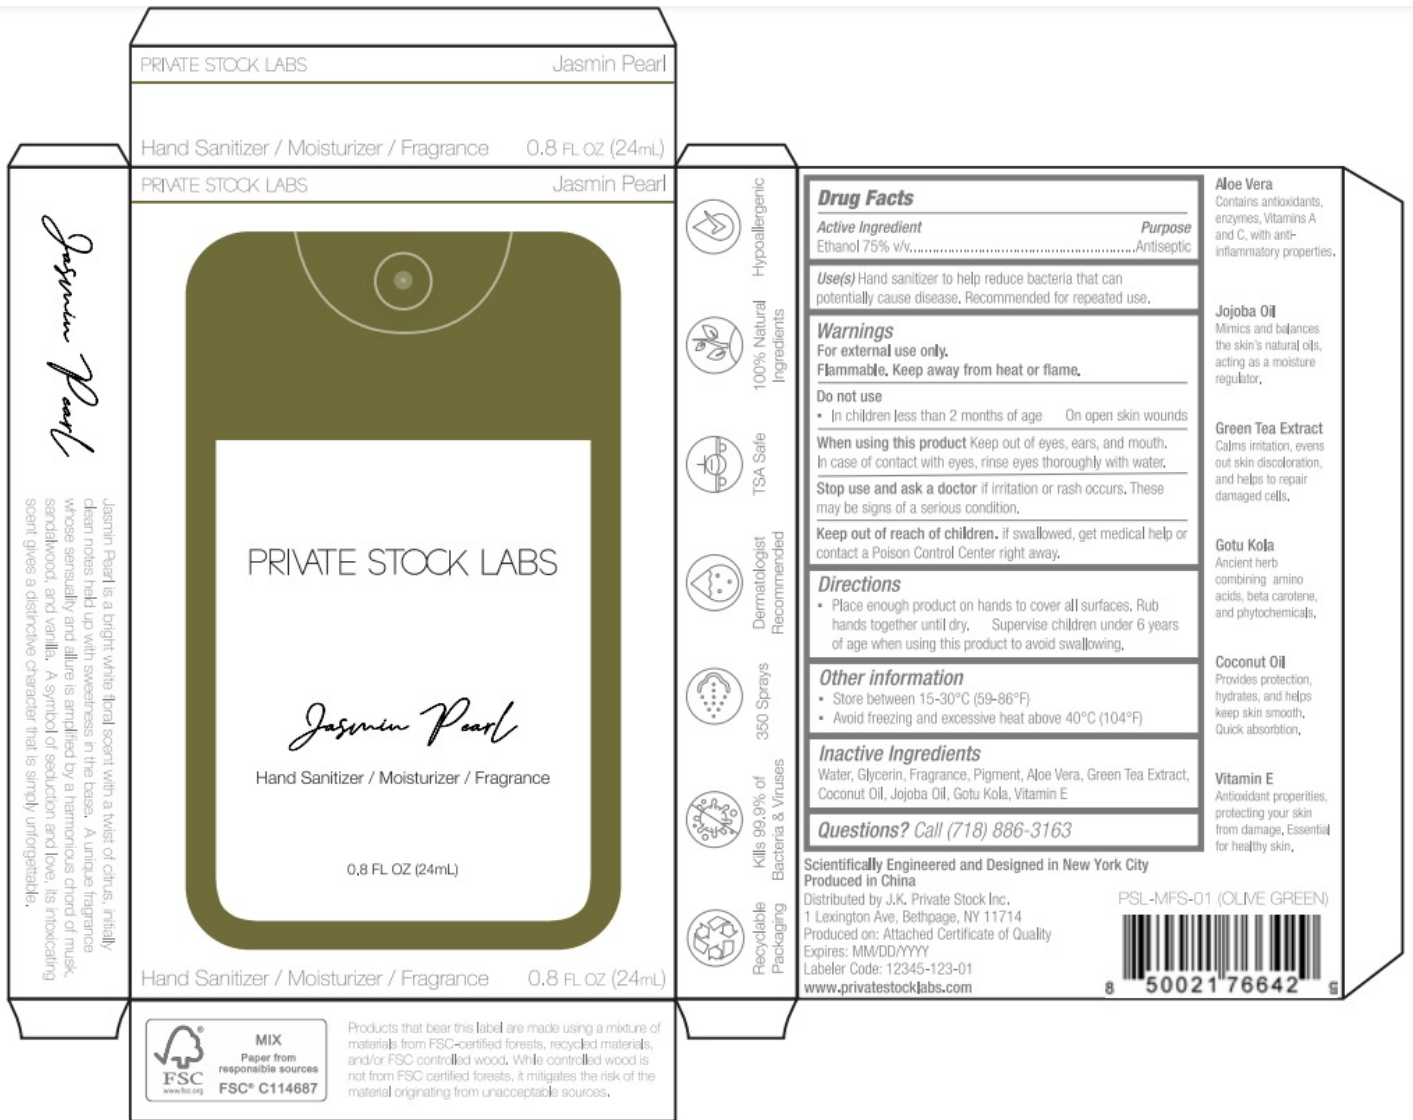 PRIVATE STOCK LABS Jasmin Pearl
Hand Sanitizer / Moisturizer / Fragrance 0.8 FL OZ (24mL)
PRIVATE STOCK LABS Jasmin Pearl
PRIVATE STOCK LABS
Jasmin Pearl
Hand Sanitizer / Moisturizer / Fragrance
0.8 FL OZ (24mL)
Hand Sanitizer / Moisturizer / Fragrance 0.8 FL OZ (24mL)
Jasmin Pearl
Jasmin Pearl is a bright white floral scent with a twist of citrus, initially
clean notes held up with sweetness in the base. A unique fragrance
whose sensuality and allure is amplified by a harmonious chord of musk,
sandalwood, and vanilla. A symbol of seduction and love, its intoxicating
scent gives a distinctive character that is simply unforgettable.
FSC
www.fsc.org
MIX
Paper from
responsible sources
FSC® C114687
Products that bear this label are made using a mixture of
materials from FSC-certified forests, recycled materials,
and/or FSC controlled wood. While controlled wood is
not from FSC certified forests, it mitigates the risk of the
material originating from unacceptable sources.
Hypoallergenic
100% Natural
Ingredients
TSA Safe
Dermatologist
Recommended
350 Sprays
Kills 99.9% of
Bacteria & Viruses
Recyclable
Packaging
Drug Facts
Active Ingredient Purpose
Ethanol 75% v/v..........................................Antiseptic
Use(s) Hand sanitizer to help reduce bacteria that can
potentially cause disease. Recommended for repeated use.
Warnings
For external use only.
Flammable. Keep away from heat or flame.
Do not use
▪ In children less than 2 months of age On open skin wounds
When using this product Keep out of eyes, ears, and mouth.
In case of contact with eyes, rinse eyes thoroughly with water.
Stop use and ask a doctor if irritation or rash occurs. These
may be signs of a serious condition.
Keep out of reach of children. if swallowed, get medical help or
contact a Poison Control Center right away.
Directions
▪ Place enough product on hands to cover all surfaces. Rub
hands together until dry. Supervise children under 6 years
of age when using this product to avoid swallowing.
Other information
▪ Store between 15-30°C (59-86°F)
▪ Avoid freezing and excessive heat above 40°C (104°F)
Inactive Ingredients
Water, Glycerin, Fragrance, Pigment, Aloe Vera, Green Tea Extract,
Coconut Oil, Jojoba Oil, Gotu Kola, Vitamin E
Questions? Call (718) 886-3163
Scientifically Engineered and Designed in New York City
Produced in China
Distributed by J.K. Private Stock Inc.
1 Lexington Ave, Bethpage, NY 11714
Produced on: Attached Certificate of Quality
Expires: MM/DD/YYYY
Labeler Code: 12345-123-01
www.privatestocklabs.com
Aloe Vera
Contains antioxidants,
enzymes, Vitamins A
and C, with anti-
inflammatory properties.
Jojoba Oil
Mimics and balances
the skin's natural oils,
acting as a moisture
regulator.
Green Tea Extract
Calms irritation, evens
out skin discoloration,
and helps to repair
damaged cells.
Gotu Kola
Ancient herb
combining amino
acids, beta carotene,
and phytochemicals.
Coconut Oil
Provides protection,
hydrates, and helps
keep skin smooth.
Quick absorbtion.
Vitamin E
Antioxidant properities,
protecting your skin
from damage. Essential
for healthy skin.
PSL-MFS-01 (OLIVE GREEN)
8 50021 76642